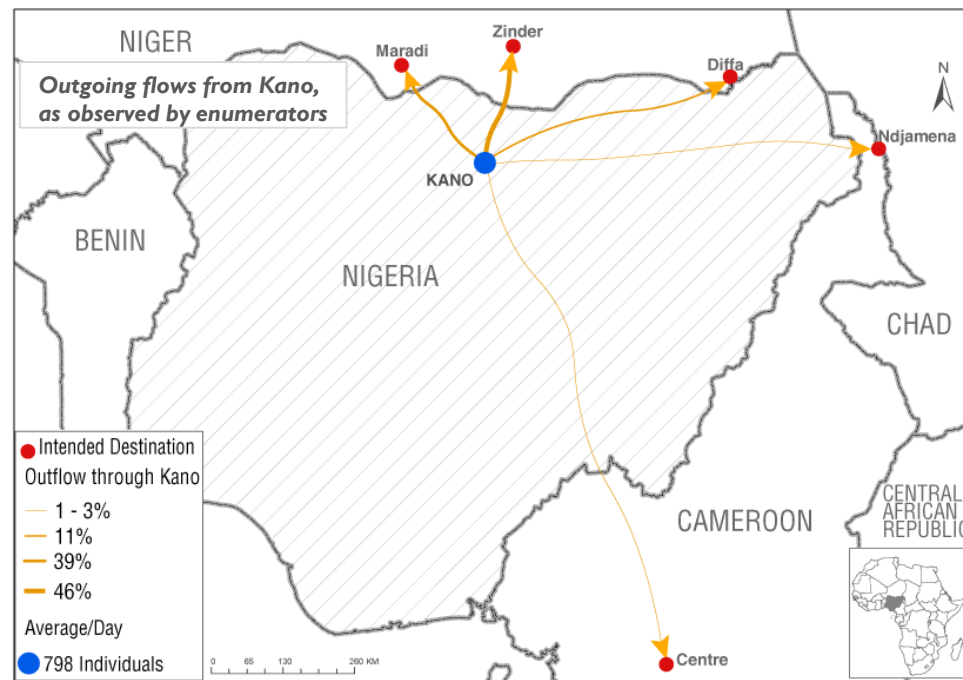 NIGER
Zinder
Maradi
Diffa
Outgoing flows from Kano,
as observed by enumerators
N
Ndjamena
KANO
BENIN
NIGERIA
CHAD
Intended Destination
Outflow through Kano
1 - 3%
11%
39%
46%
Average/Day
798 Individuals
0 65 130 260 KM
CAMEROON
CENTRAL
AFRICAN
REPUBLIC
Centre